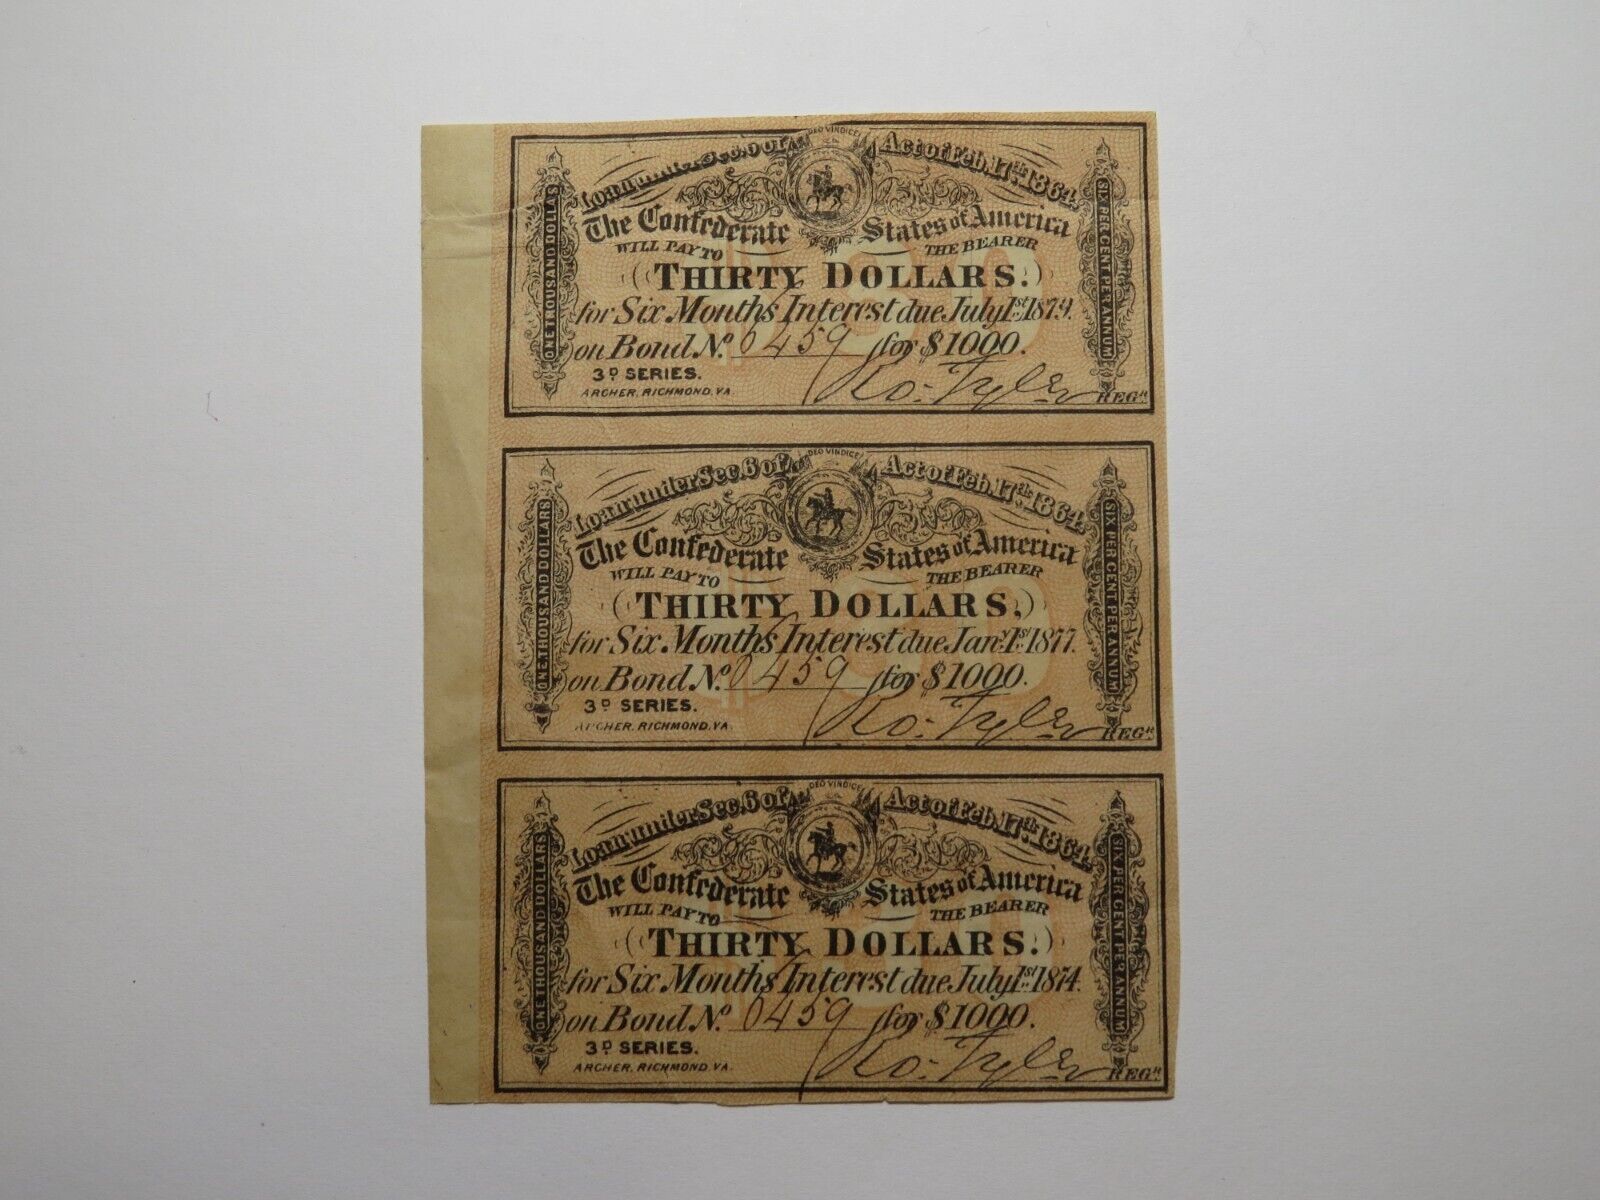 DEO VINDICE
Loan under Sec. 6 of Act of Feb. 17th, 1864.
The Confederate States of America
WILL PAY TO THE BEARER
THIRTY DOLLARS.
for Six Months Interest due July 1st 1879.
on Bond No. 6459 for $1000.
3D SERIES.
Ro. Tyler REGR
ARCHER, RICHMOND, VA.
ONE THOUSAND DOLLARS
SIX PER CENT. PER ANNUM
DEO VINDICE
Loan under Sec. 6 of Act of Feb. 17th, 1864.
The Confederate States of America
WILL PAY TO THE BEARER
THIRTY DOLLARS.
for Six Months Interest due Jany. 1st 1877.
on Bond No. 6459 for $1000.
3D SERIES.
Ro. Tyler REGR
ARCHER, RICHMOND, VA.
ONE THOUSAND DOLLARS
SIX PER CENT PER ANNUM
DEO VINDICE
Loan under Sec. 6 of Act of Feb. 17th, 1864.
The Confederate States of America
WILL PAY TO THE BEARER
THIRTY DOLLARS.
for Six Months Interest due July 1st 1874.
on Bond No. 6459 for $1000.
3D SERIES.
Ro. Tyler REGR
ARCHER, RICHMOND, VA.
ONE THOUSAND DOLLARS
SIX PER CENT PER ANNUM